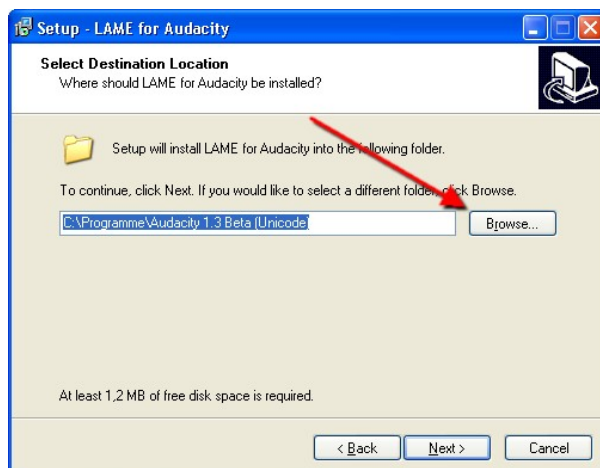 Setup - LAME for Audacity
Select Destination Location
Where should LAME for Audacity be installed?
Setup will install LAME for Audacity into the following folder.
To continue, click Next. If you would like to select a different folder, click Browse.
C:\Programme\Audacity 1.3 Beta (Unicode)
Browse...
At least 1,2 MB of free disk space is required.
< Back
Next >
Cancel